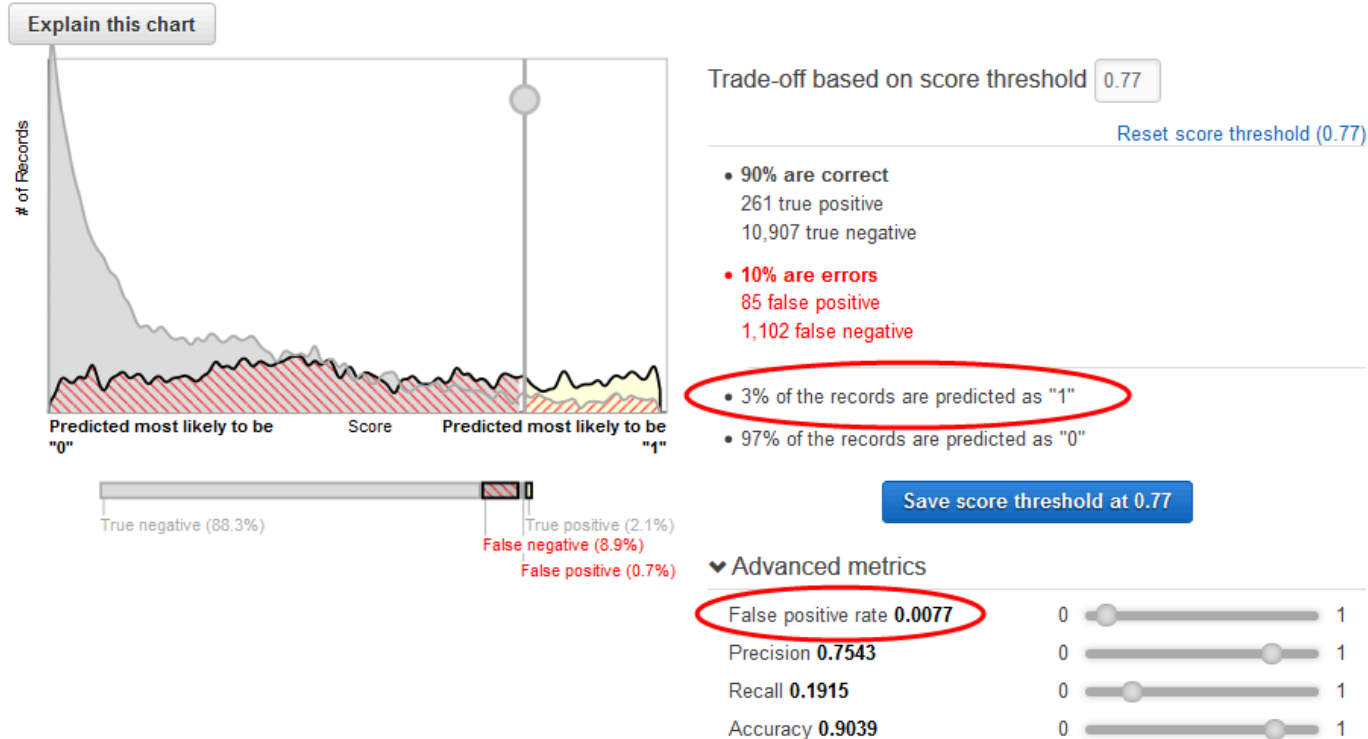 Explain this chart
# of Records
Predicted most likely to be "0"
Score
Predicted most likely to be "1"
True negative (88.3%)
True positive (2.1%)
False negative (8.9%)
False positive (0.7%)
Trade-off based on score threshold 0.77
Reset score threshold (0.77)
• 90% are correct
261 true positive
10,907 true negative
• 10% are errors
85 false positive
1,102 false negative
• 3% of the records are predicted as "1"
• 97% of the records are predicted as "0"
Save score threshold at 0.77
Advanced metrics
False positive rate 0.0077 0 1
Precision 0.7543 0 1
Recall 0.1915 0 1
Accuracy 0.9039 0 1